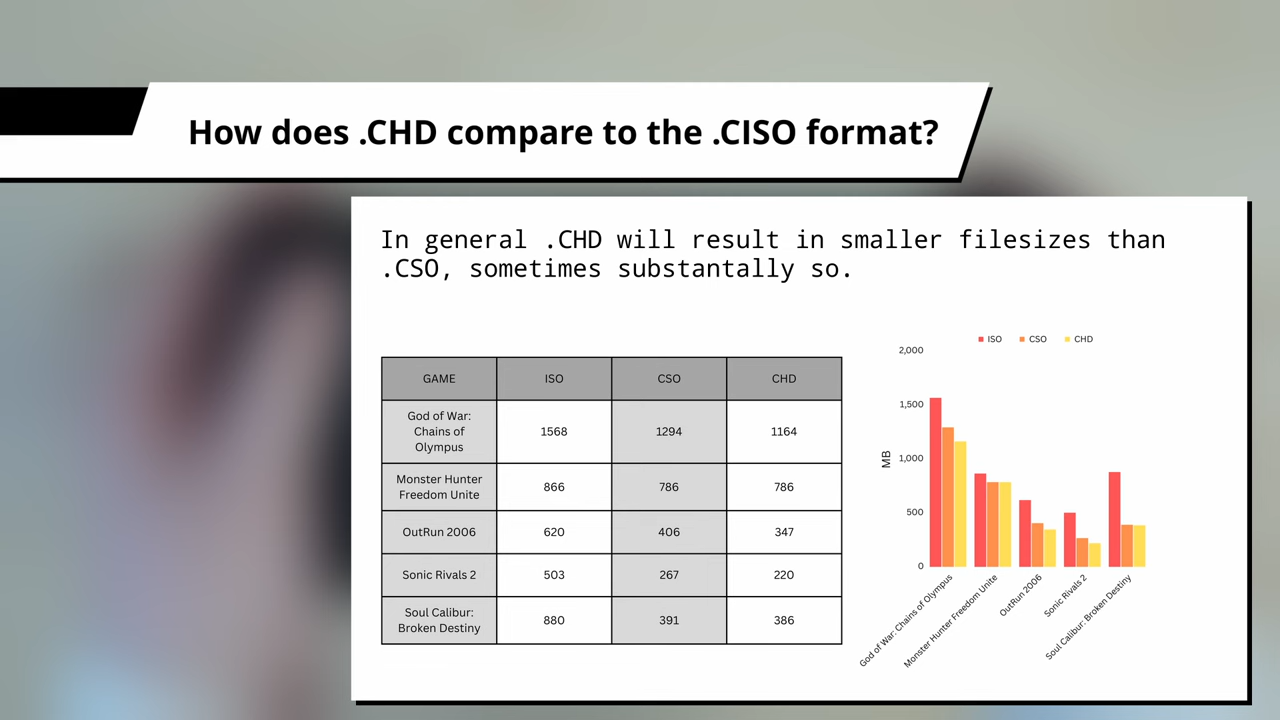 How does .CHD compare to the .CISO format?
In general .CHD will result in smaller filesizes than
.CSO, sometimes substantally so.
GAME ISO CSO CHD
God of War:
Chains of
Olympus
1568 1294 1164
Monster Hunter
Freedom Unite
866 786 786
OutRun 2006 620 406 347
Sonic Rivals 2 503 267 220
Soul Calibur:
Broken Destiny
880 391 386
ISO CSO CHD
2,000
1,500
1,000
500
0
MB
God of War: Chains of Olympus
Monster Hunter Freedom Unite
OutRun 2006
Sonic Rivals 2
Soul Calibur: Broken Destiny